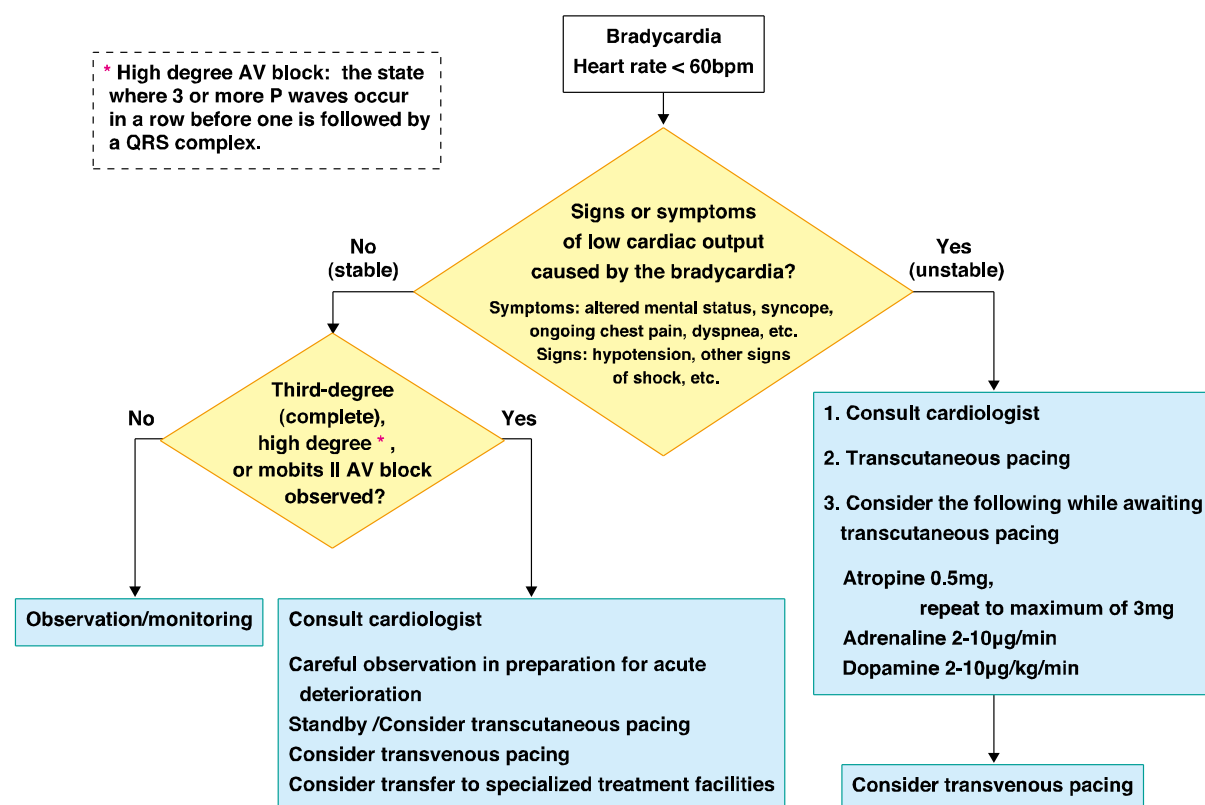 Bradycardia
Heart rate < 60bpm
* High degree AV block: the state
where 3 or more P waves occur
in a row before one is followed by
a QRS complex.
Signs or symptoms
of low cardiac output
caused by the bradycardia?
Symptoms: altered mental status, syncope,
ongoing chest pain, dyspnea, etc.
Signs: hypotension, other signs
of shock, etc.
No
(stable)
Yes
(unstable)
Third-degree
(complete),
high degree * ,
or mobits II AV block
observed?
No
Yes
Observation/monitoring
Consult cardiologist
Careful observation in preparation for acute
deterioration
Standby /Consider transcutaneous pacing
Consider transvenous pacing
Consider transfer to specialized treatment facilities
1. Consult cardiologist
2. Transcutaneous pacing
3. Consider the following while awaiting
transcutaneous pacing
Atropine 0.5mg,
repeat to maximum of 3mg
Adrenaline 2-10µg/min
Dopamine 2-10µg/kg/min
Consider transvenous pacing